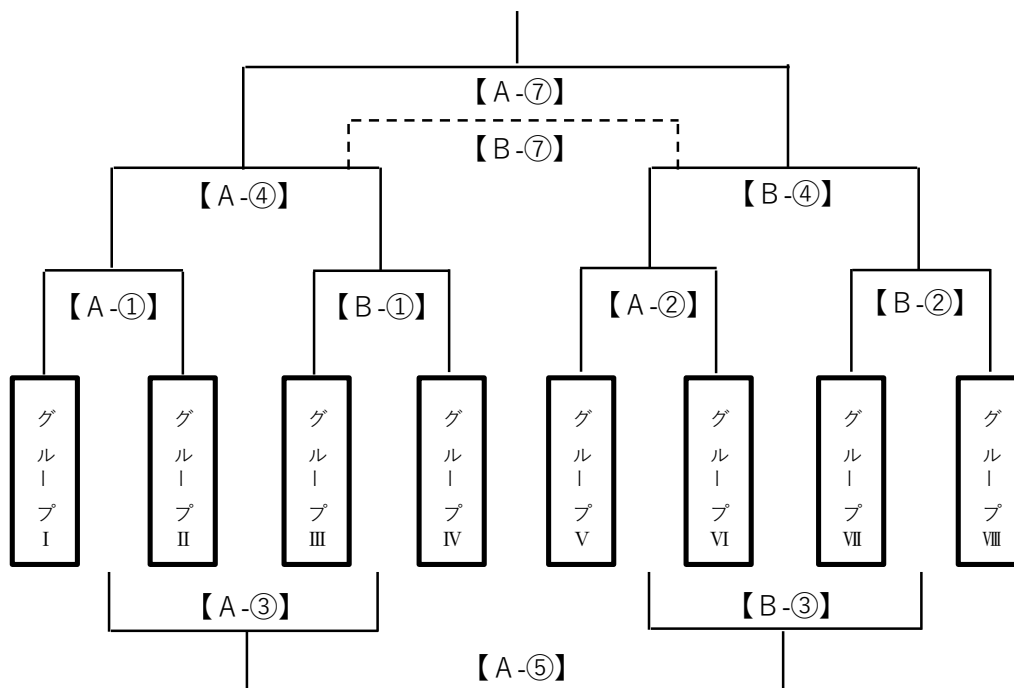 【A-⑦】
【B-⑦】
【A-④】
【B-④】
【A-①】
【B-①】
【A-②】
【B-②】
グループⅠ
グループⅡ
グループⅢ
グループⅣ
グループⅤ
グループⅥ
グループⅦ
グループⅧ
【A-③】
【B-③】
【A-⑤】